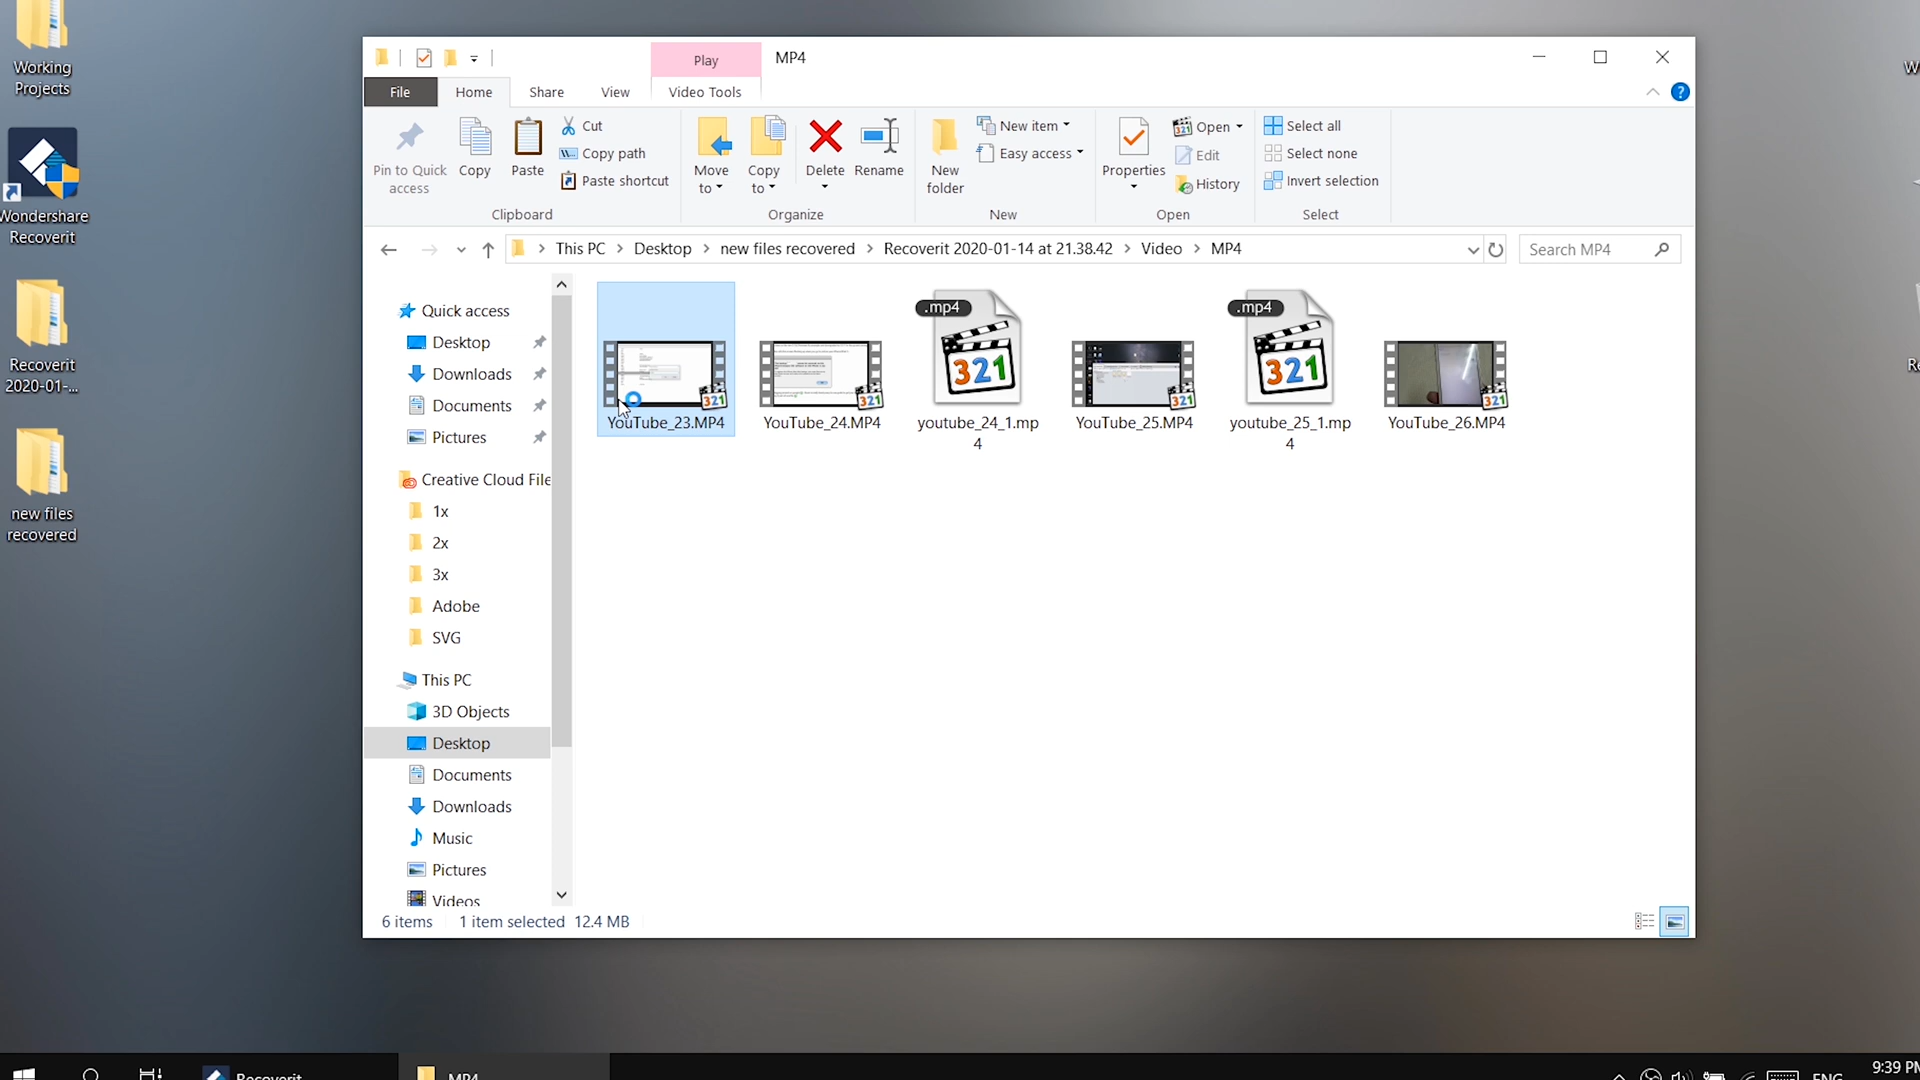 Working
Projects
Wondershare
Recoverit
Recoverit
2020-01-...
new files
recovered
Play
MP4
File
Home
Share
View
Video Tools
?
Pin to Quick
access
Copy
Paste
Cut
Copy path
Paste shortcut
Clipboard
Move
to
Copy
to
Delete
Rename
Organize
New
folder
New item
Easy access
New
Properties
Open
Edit
History
Open
Select all
Select none
Invert selection
Select
This PC > Desktop > new files recovered > Recoverit 2020-01-14 at 21.38.42 > Video > MP4
Search MP4
Quick access
Desktop
Downloads
Documents
Pictures
Creative Cloud File
1x
2x
3x
Adobe
SVG
This PC
3D Objects
Desktop
Documents
Downloads
Music
Pictures
Videos
321
YouTube_23.MP4
321
YouTube_24.MP4
.mp4
321
youtube_24_1.mp
4
321
YouTube_25.MP4
.mp4
321
youtube_25_1.mp
4
321
YouTube_26.MP4
6 items
1 item selected 12.4 MB
Recoverit
MP4
ENG
9:39 PM